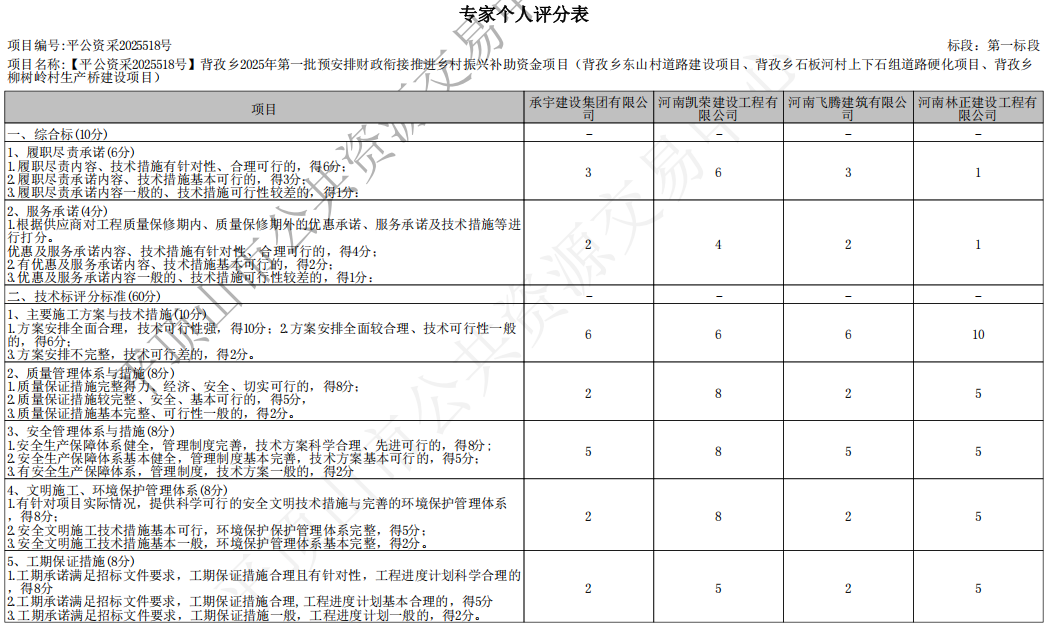 专家个人评分表
项目编号:平公资采2025518号
标段：第一标段
项目名称:【平公资采2025518号】背孜乡2025年第一批预安排财政衔接推进乡村振兴补助资金项目（背孜乡东山村道路建设项目、背孜乡石板河村上下石组道路硬化项目、背孜乡
柳树岭村生产桥建设项目）
项目
承宇建设集团有限公
司
河南凯荣建设工程有
限公司
河南飞腾建筑有限公
司
河南林正建设工程有
限公司
一、综合标(10分)
－ － － －
1、履职尽责承诺(6分)
1.履职尽责内容、技术措施有针对性、合理可行的，得6分；
2.履职尽责承诺内容、技术措施基本可行的，得3分；
3.履职尽责承诺内容一般的、技术措施可行性较差的，得1分：
3 6 3 1
2、服务承诺(4分)
1.根据供应商对工程质量保修期内、质量保修期外的优惠承诺、服务承诺及技术措施等进
行打分。
优惠及服务承诺内容、技术措施有针对性、合理可行的，得4分；
2.有优惠及服务承诺内容、技术措施基本可行的，得2分；
3.优惠及服务承诺内容一般的、技术措施可行性较差的，得1分：
2 4 2 1
二、技术标评分标准(60分)
－ － － －
1、主要施工方案与技术措施(10分)
1.方案安排全面合理，技术可行性强，得10分；2.方案安排全面较合理、技术可行性一般
的，得6分；
3.方案安排不完整，技术可行差的，得2分。
6 6 6 10
2、质量管理体系与措施(8分)
1.质量保证措施完整得力、经济、安全、切实可行的，得8分；
2.质量保证措施较完整、安全、基本可行的，得5分，
3.质量保证措施基本完整、可行性一般的，得2分。
2 8 2 5
3、安全管理体系与措施(8分)
1.安全生产保障体系健全，管理制度完善，技术方案科学合理、先进可行的，得8分；
2.安全生产保障体系基本健全，管理制度基本完善，技术方案基本可行的，得5分；
3.有安全生产保障体系，管理制度，技术方案一般的，得2分
5 8 5 5
4、文明施工、环境保护管理体系(8分)
1.有针对项目实际情况，提供科学可行的安全文明技术措施与完善的环境保护管理体系
，得8分；
2.安全文明施工技术措施基本可行，环境保护保护管理体系完整，得5分；
3.安全文明施工技术措施基本一般，环境保护管理体系基本完整，得2分。
2 8 2 5
5、工期保证措施(8分)
1.工期承诺满足招标文件要求，工期保证措施合理且有针对性，工程进度计划科学合理的
，得8分
2.工期承诺满足招标文件要求，工期保证措施合理,工程进度计划基本合理的，得5分
3.工期承诺满足招标文件要求，工期保证措施一般，工程进度计划一般的，得2分。
2 5 2 5
平顶山市公共资源交易中心
平顶山市公共资源交易中心